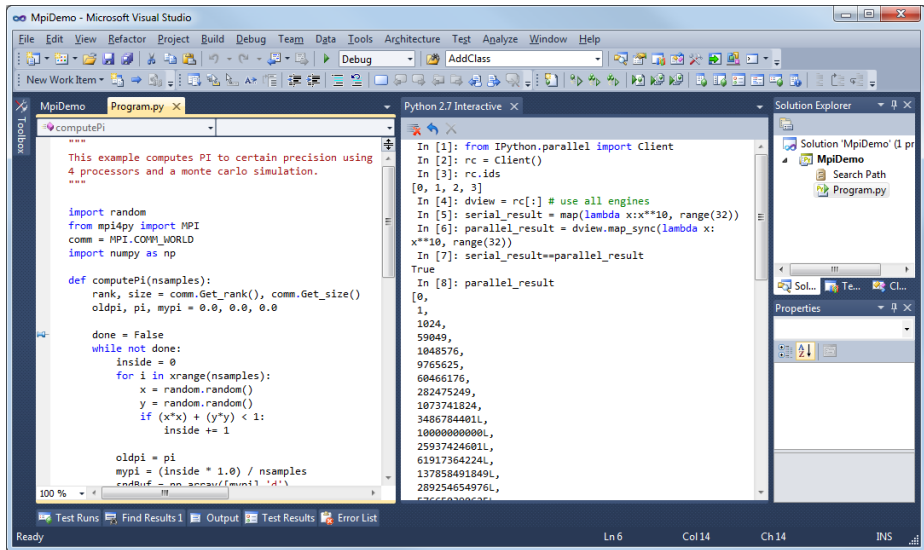 MpiDemo - Microsoft Visual Studio
File Edit View Refactor Project Build Debug Team Data Tools Architecture Test Analyze Window Help
Debug AddClass
New Work Item
Toolbox
MpiDemo Program.py
computePi
"""
This example computes PI to certain precision using
4 processors and a monte carlo simulation.
"""
import random
from mpi4py import MPI
comm = MPI.COMM_WORLD
import numpy as np
def computePi(nsamples):
rank, size = comm.Get_rank(), comm.Get_size()
oldpi, pi, mypi = 0.0, 0.0, 0.0
done = False
while not done:
inside = 0
for i in xrange(nsamples):
x = random.random()
y = random.random()
if (x*x) + (y*y) < 1:
inside += 1
oldpi = pi
mypi = (inside * 1.0) / nsamples
sndBuf = np.array([mypi], 'd')
100 %
Python 2.7 Interactive
In [1]: from IPython.parallel import Client
In [2]: rc = Client()
In [3]: rc.ids
[0, 1, 2, 3]
In [4]: dview = rc[:] # use all engines
In [5]: serial_result = map(lambda x:x**10, range(32))
In [6]: parallel_result = dview.map_sync(lambda x:
x**10, range(32))
In [7]: serial_result==parallel_result
True
In [8]: parallel_result
[0,
1,
1024,
59049,
1048576,
9765625,
60466176,
282475249,
1073741824,
3486784401L,
10000000000L,
25937424601L,
61917364224L,
137858491849L,
289254654976L,
576650390625L,
Solution Explorer
Solution 'MpiDemo' (1 pr
MpiDemo
Search Path
Program.py
Sol... Te... Cl...
Properties
Test Runs Find Results 1 Output Test Results Error List
Ready Ln 6 Col 14 Ch 14 INS